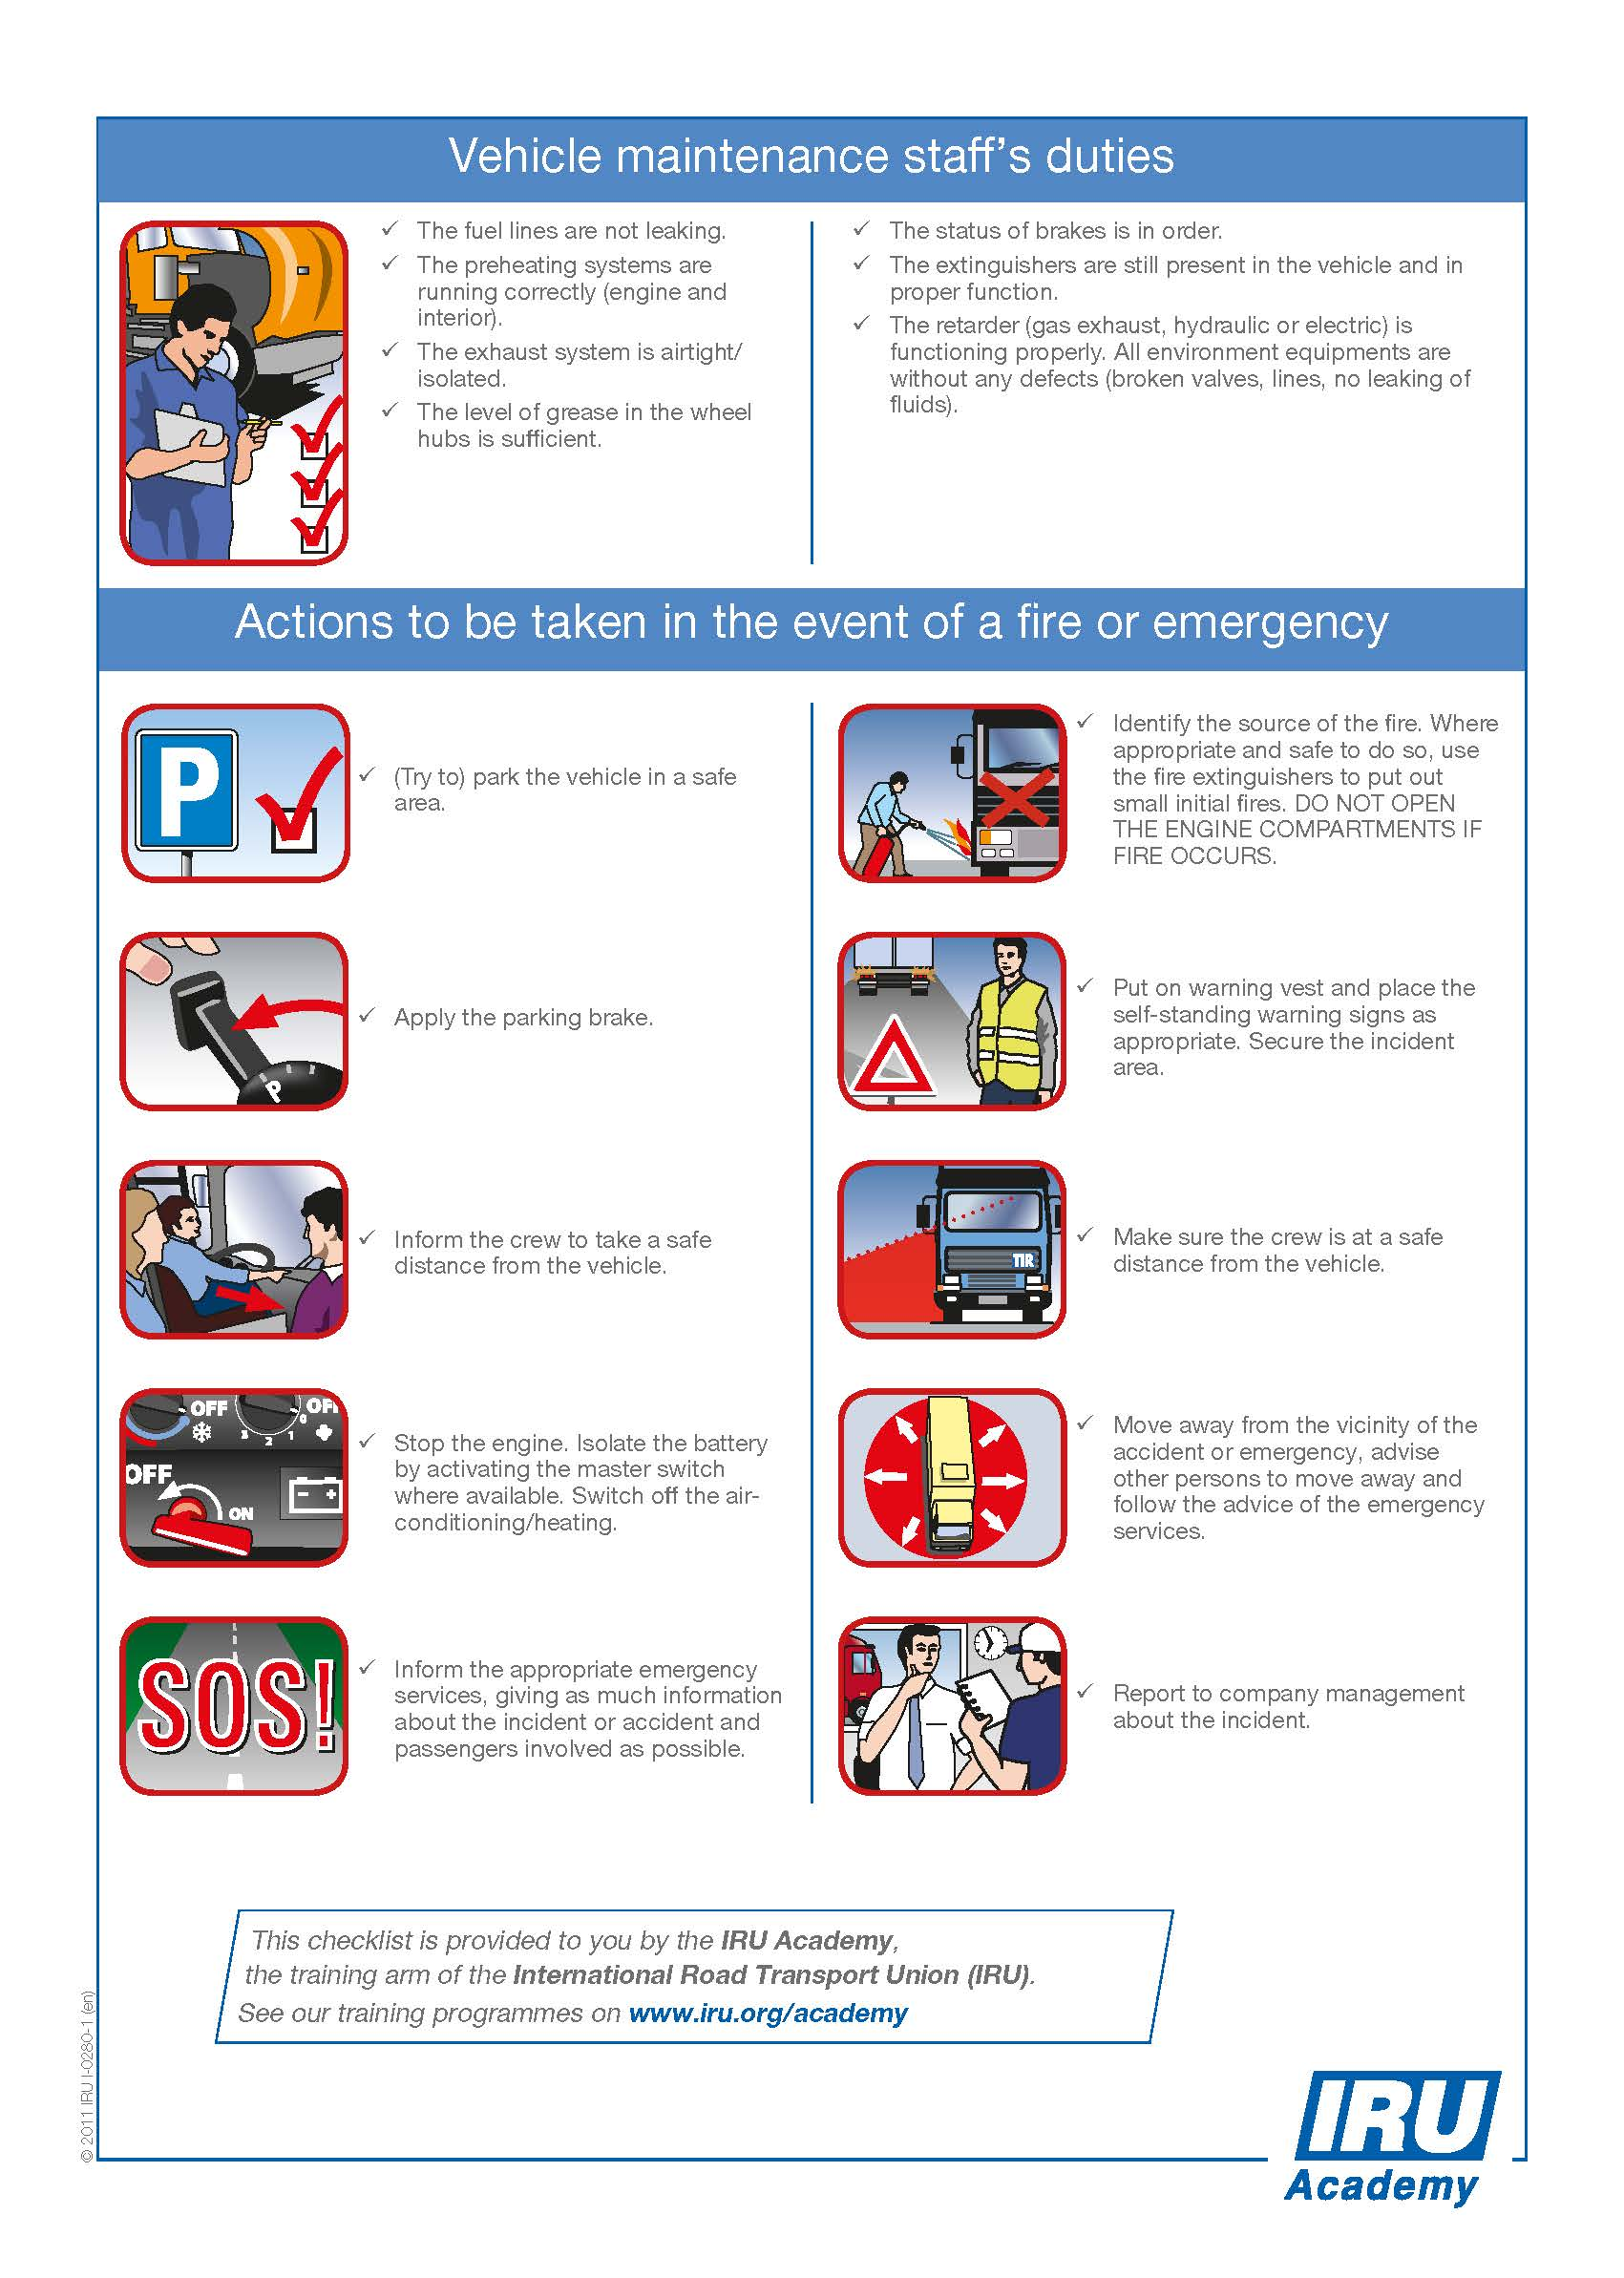 Vehicle maintenance staff's duties
✓ The fuel lines are not leaking.
✓ The preheating systems are
running correctly (engine and
interior).
✓ The exhaust system is airtight/
isolated.
✓ The level of grease in the wheel
hubs is sufficient.
✓ The status of brakes is in order.
✓ The extinguishers are still present in the vehicle and in
proper function.
✓ The retarder (gas exhaust, hydraulic or electric) is
functioning properly. All environment equipments are
without any defects (broken valves, lines, no leaking of
fluids).
Actions to be taken in the event of a fire or emergency
P
✓ (Try to) park the vehicle in a safe
area.
P
✓ Apply the parking brake.
✓ Inform the crew to take a safe
distance from the vehicle.
OFF
OFF
3 2 1 0
OFF
ON
- +
✓ Stop the engine. Isolate the battery
by activating the master switch
where available. Switch off the air-
conditioning/heating.
SOS!
✓ Inform the appropriate emergency
services, giving as much information
about the incident or accident and
passengers involved as possible.
✓ Identify the source of the fire. Where
appropriate and safe to do so, use
the fire extinguishers to put out
small initial fires. DO NOT OPEN
THE ENGINE COMPARTMENTS IF
FIRE OCCURS.
✓ Put on warning vest and place the
self-standing warning signs as
appropriate. Secure the incident
area.
TIR
✓ Make sure the crew is at a safe
distance from the vehicle.
✓ Move away from the vicinity of the
accident or emergency, advise
other persons to move away and
follow the advice of the emergency
services.
✓ Report to company management
about the incident.
This checklist is provided to you by the IRU Academy,
the training arm of the International Road Transport Union (IRU).
See our training programmes on www.iru.org/academy
© 2011 IRU I-0280-1 (en)
IRU
Academy